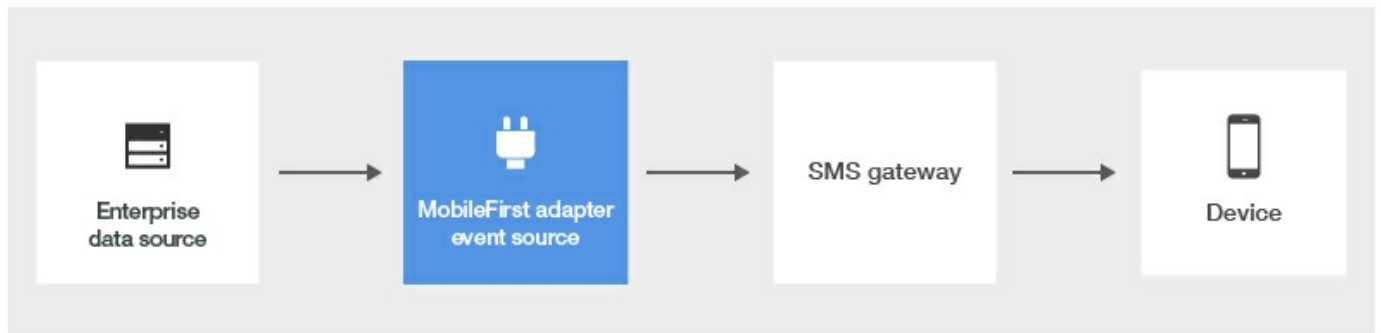 Enterprise
data source
MobileFirst adapter
event source
SMS gateway
Device